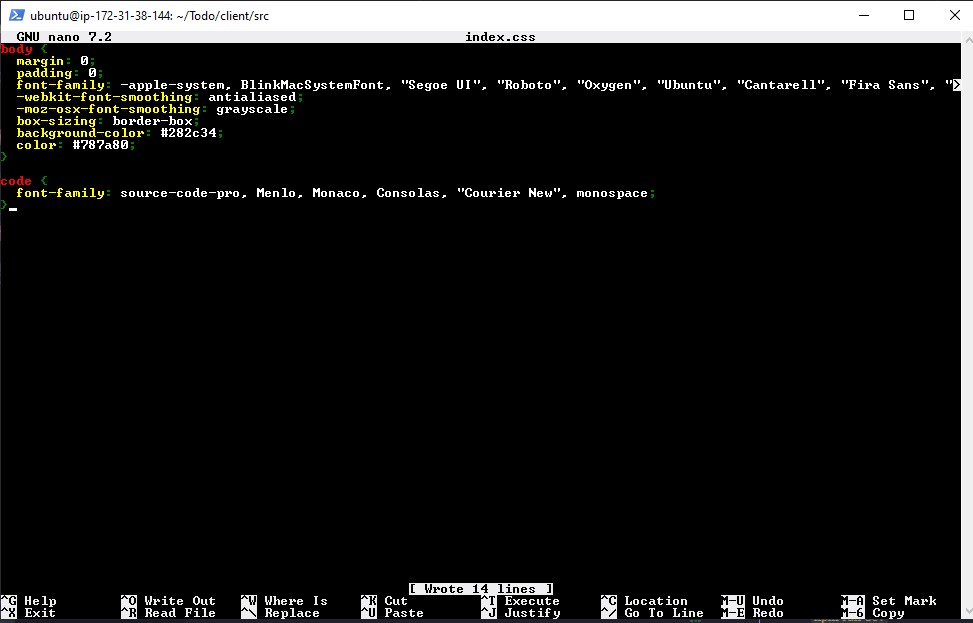 ubuntu@ip-172-31-38-144: ~/Todo/client/src
GNU nano 7.2 index.css
body {
  margin: 0;
  padding: 0;
  font-family: -apple-system, BlinkMacSystemFont, "Segoe UI", "Roboto", "Oxygen", "Ubuntu", "Cantarell", "Fira Sans", ">
  -webkit-font-smoothing: antialiased;
  -moz-osx-font-smoothing: grayscale;
  box-sizing: border-box;
  background-color: #282c34;
  color: #787a80;
}
code {
  font-family: source-code-pro, Menlo, Monaco, Consolas, "Courier New", monospace;
}
[ Wrote 14 lines ]
^G Help ^O Write Out ^W Where Is ^K Cut ^T Execute ^C Location M-U Undo M-A Set Mark
^X Exit ^R Read File ^\ Replace ^U Paste ^J Justify ^/ Go To Line M-E Redo M-6 Copy